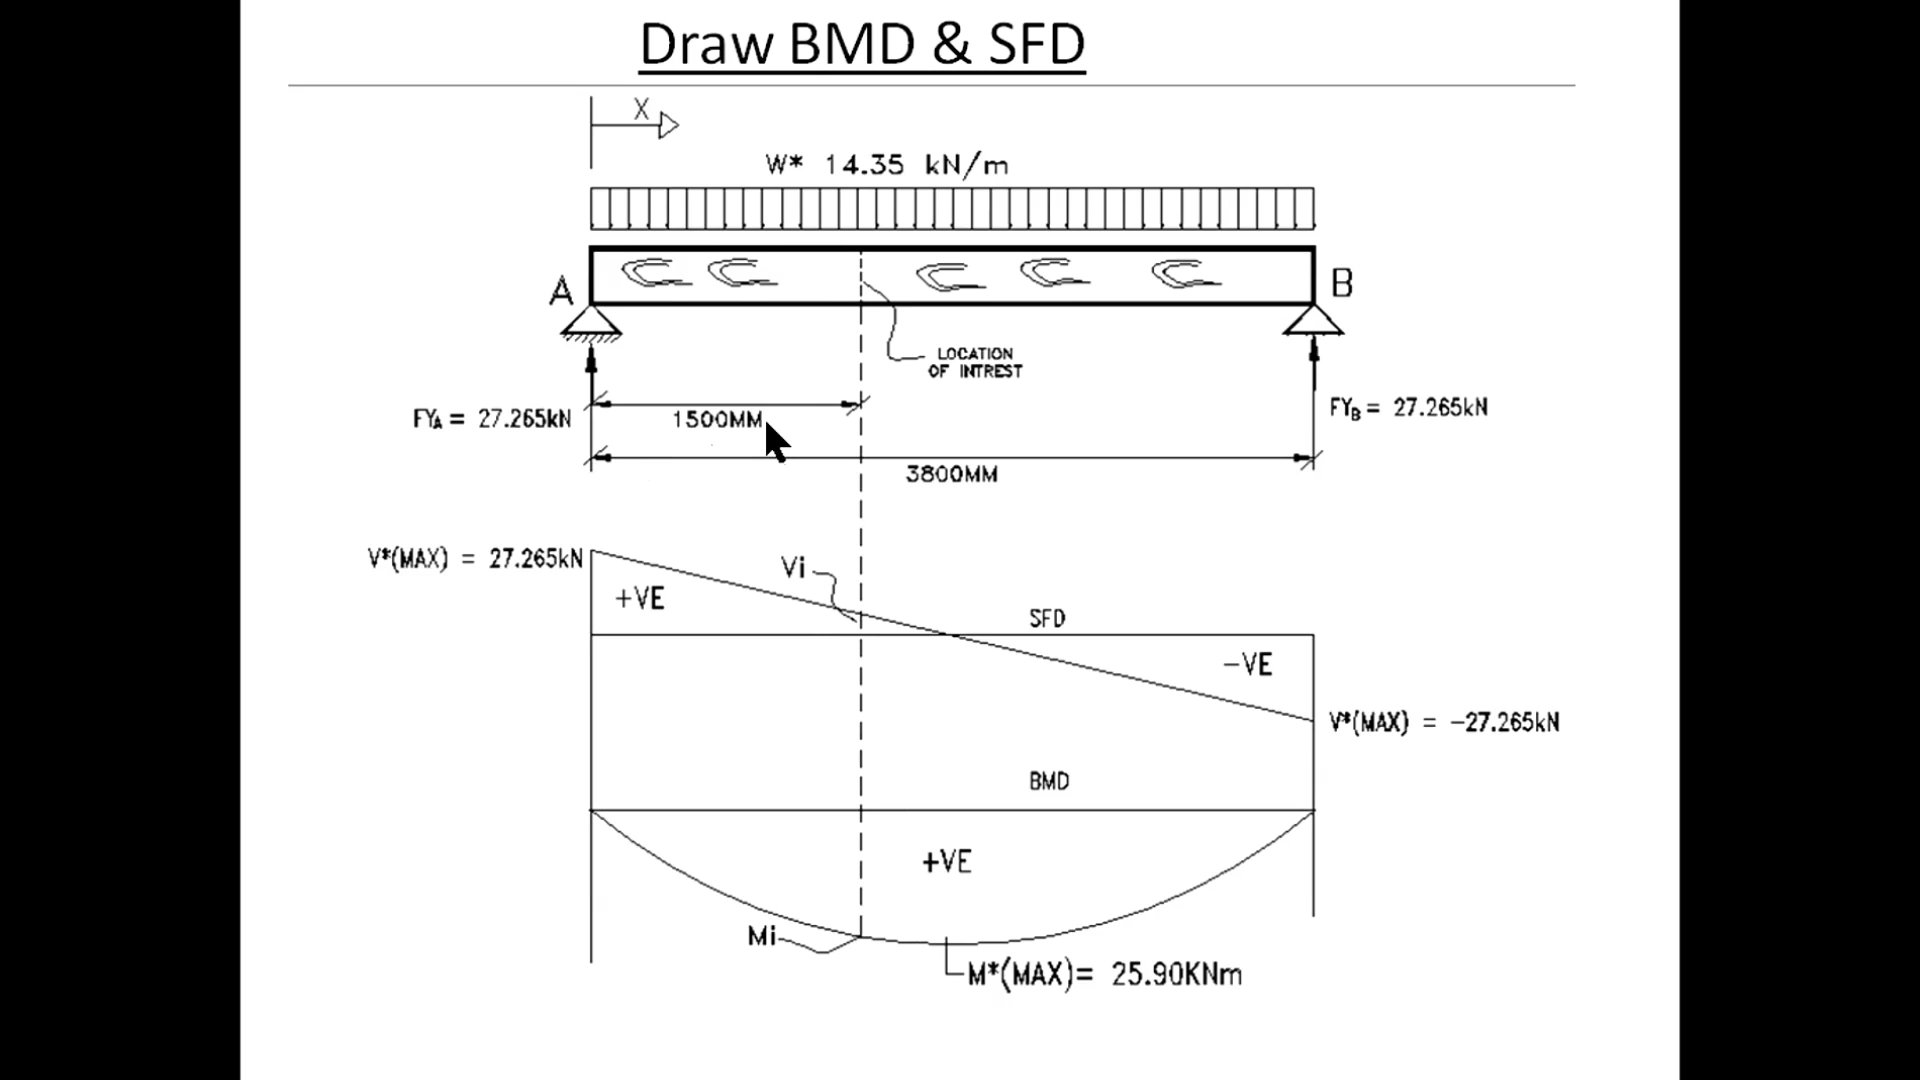 Draw BMD & SFD
X
W* 14.35 kN/m
A
B
LOCATION
OF INTREST
FYA = 27.265kN
1500MM
FYB = 27.265kN
3800MM
V*(MAX) = 27.265kN
Vi
+VE
SFD
-VE
V*(MAX) = -27.265kN
BMD
+VE
Mi
M*(MAX)= 25.90KNm